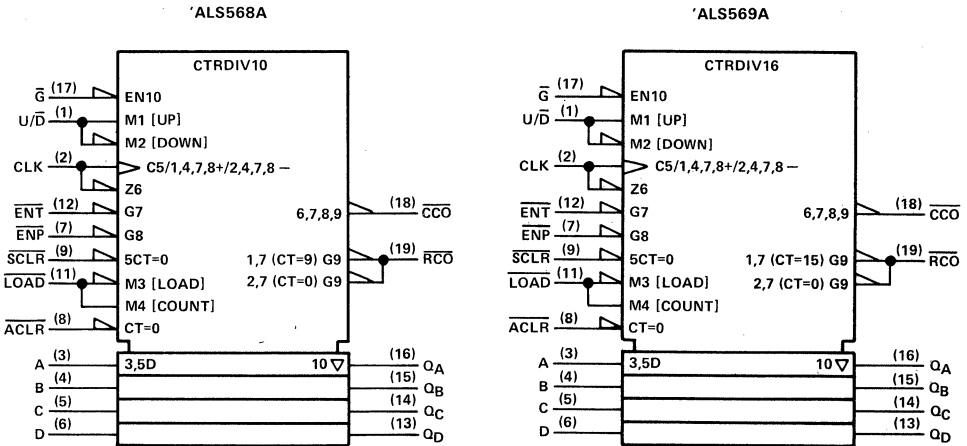 'ALS568A
CTRDIV10
G̅ (17) EN10
U/D̅ (1) M1 [UP]
M2 [DOWN]
CLK (2) C5/1,4,7,8+/2,4,7,8 −
Z6
E̅N̅T̅ (12) G7 6,7,8,9 (18) C̅C̅O̅
E̅N̅P̅ (7) G8
S̅C̅L̅R̅ (9) 5CT=0 1,7 (CT=9) G9 (19) R̅C̅O̅
L̅O̅A̅D̅ (11) M3 [LOAD] 2,7 (CT=0) G9
M4 [COUNT]
A̅C̅L̅R̅ (8) CT=0
A (3) 3,5D 10 ▽ (16) QA
B (4) (15) QB
C (5) (14) QC
D (6) (13) QD
'ALS569A
CTRDIV16
G̅ (17) EN10
U/D̅ (1) M1 [UP]
M2 [DOWN]
CLK (2) C5/1,4,7,8+/2,4,7,8 −
Z6
E̅N̅T̅ (12) G7 6,7,8,9 (18) C̅C̅O̅
E̅N̅P̅ (7) G8
S̅C̅L̅R̅ (9) 5CT=0 1,7 (CT=15) G9 (19) R̅C̅O̅
L̅O̅A̅D̅ (11) M3 [LOAD] 2,7 (CT=0) G9
M4 [COUNT]
A̅C̅L̅R̅ (8) CT=0
A (3) 3,5D 10 ▽ (16) QA
B (4) (15) QB
C (5) (14) QC
D (6) (13) QD